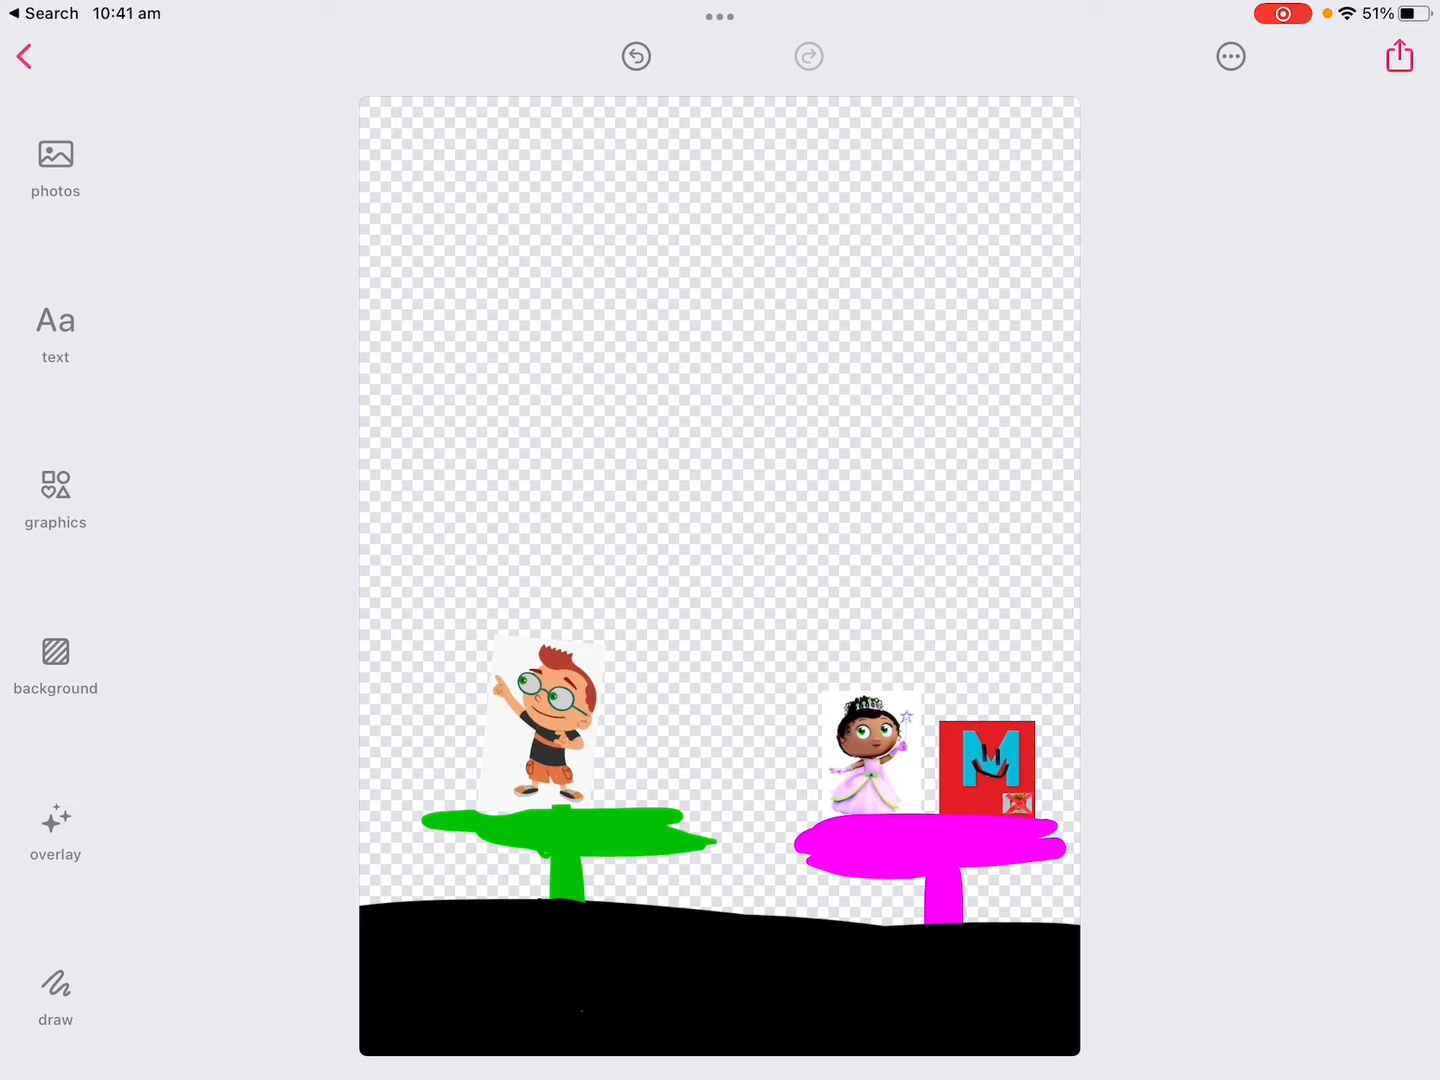 Search 10:41 am
51%
photos
Aa
text
graphics
background
overlay
draw
M